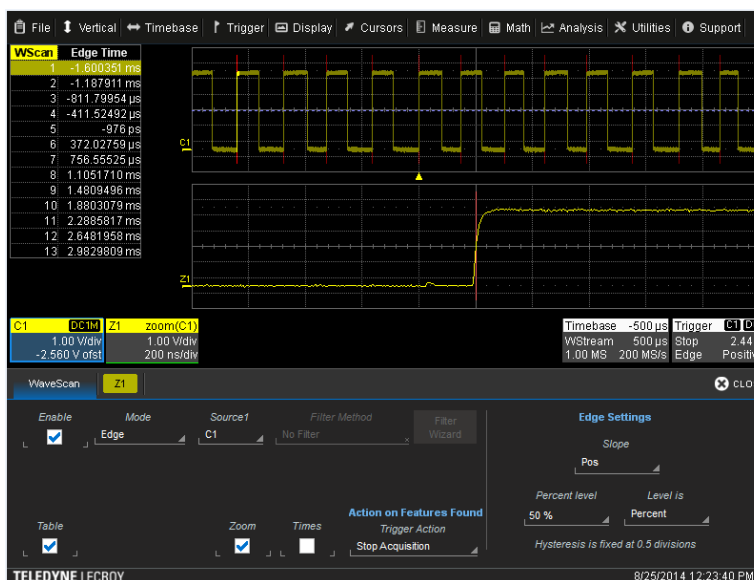 File Vertical Timebase Trigger Display Cursors Measure Math Analysis Utilities Support
WScan Edge Time
1 -1.600351 ms
2 -1.187911 ms
3 -811.79954 µs
4 -411.52492 µs
5 -976 ps
6 372.02759 µs
7 756.55525 µs
8 1.1051710 ms
9 1.4809496 ms
10 1.8803079 ms
11 2.2885817 ms
12 2.6481958 ms
13 2.9829809 ms
C1
Z1
C1 DC1M Z1 zoom(C1) Timebase -500 µs Trigger C1 D
1.00 V/div 1.00 V/div WStream 500 µs Stop 2.44
-2.560 V ofst 200 ns/div 1.00 MS 200 MS/s Edge Positiv
WaveScan Z1 CLO
Enable Mode Source1 Filter Method Filter Wizard Edge Settings
Edge C1 No Filter
Slope
Pos
Percent level Level is
50 % Percent
Table Zoom Times Action on Features Found
Trigger Action
Stop Acquisition
Hysteresis is fixed at 0.5 divisions
TELEDYNE LECROY 8/25/2014 12:23:40 PM